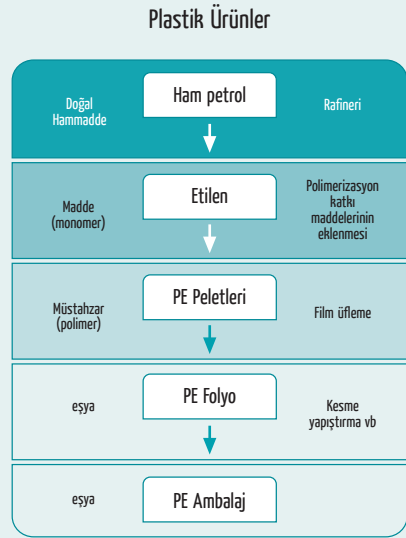 Plastik Ürünler
Doğal
Hammadde
Ham petrol
Rafineri
Madde
(monomer)
Etilen
Polimerizasyon
katkı
maddelerinin
eklenmesi
Müstahzar
(polimer)
PE Peletleri
Film üfleme
eşya
PE Folyo
Kesme
yapıştırma vb
eşya
PE Ambalaj